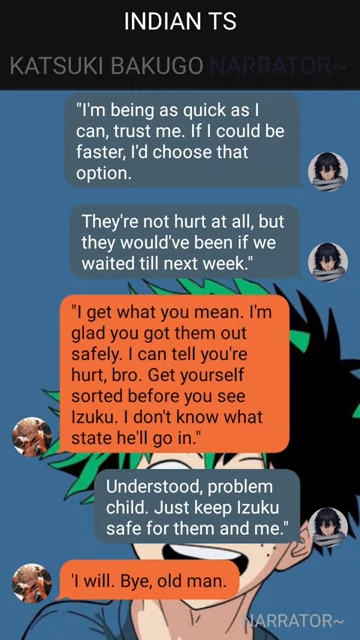 INDIAN TS
KATSUKI BAKUGO NARRATOR~
"I'm being as quick as I
can, trust me. If I could be
faster, I'd choose that
option.
They're not hurt at all, but
they would've been if we
waited till next week."
"I get what you mean. I'm
glad you got them out
safely. I can tell you're
hurt, bro. Get yourself
sorted before you see
Izuku. I don't know what
state he'll go in."
Understood, problem
child. Just keep Izuku
safe for them and me."
'I will. Bye, old man.
NARRATOR~